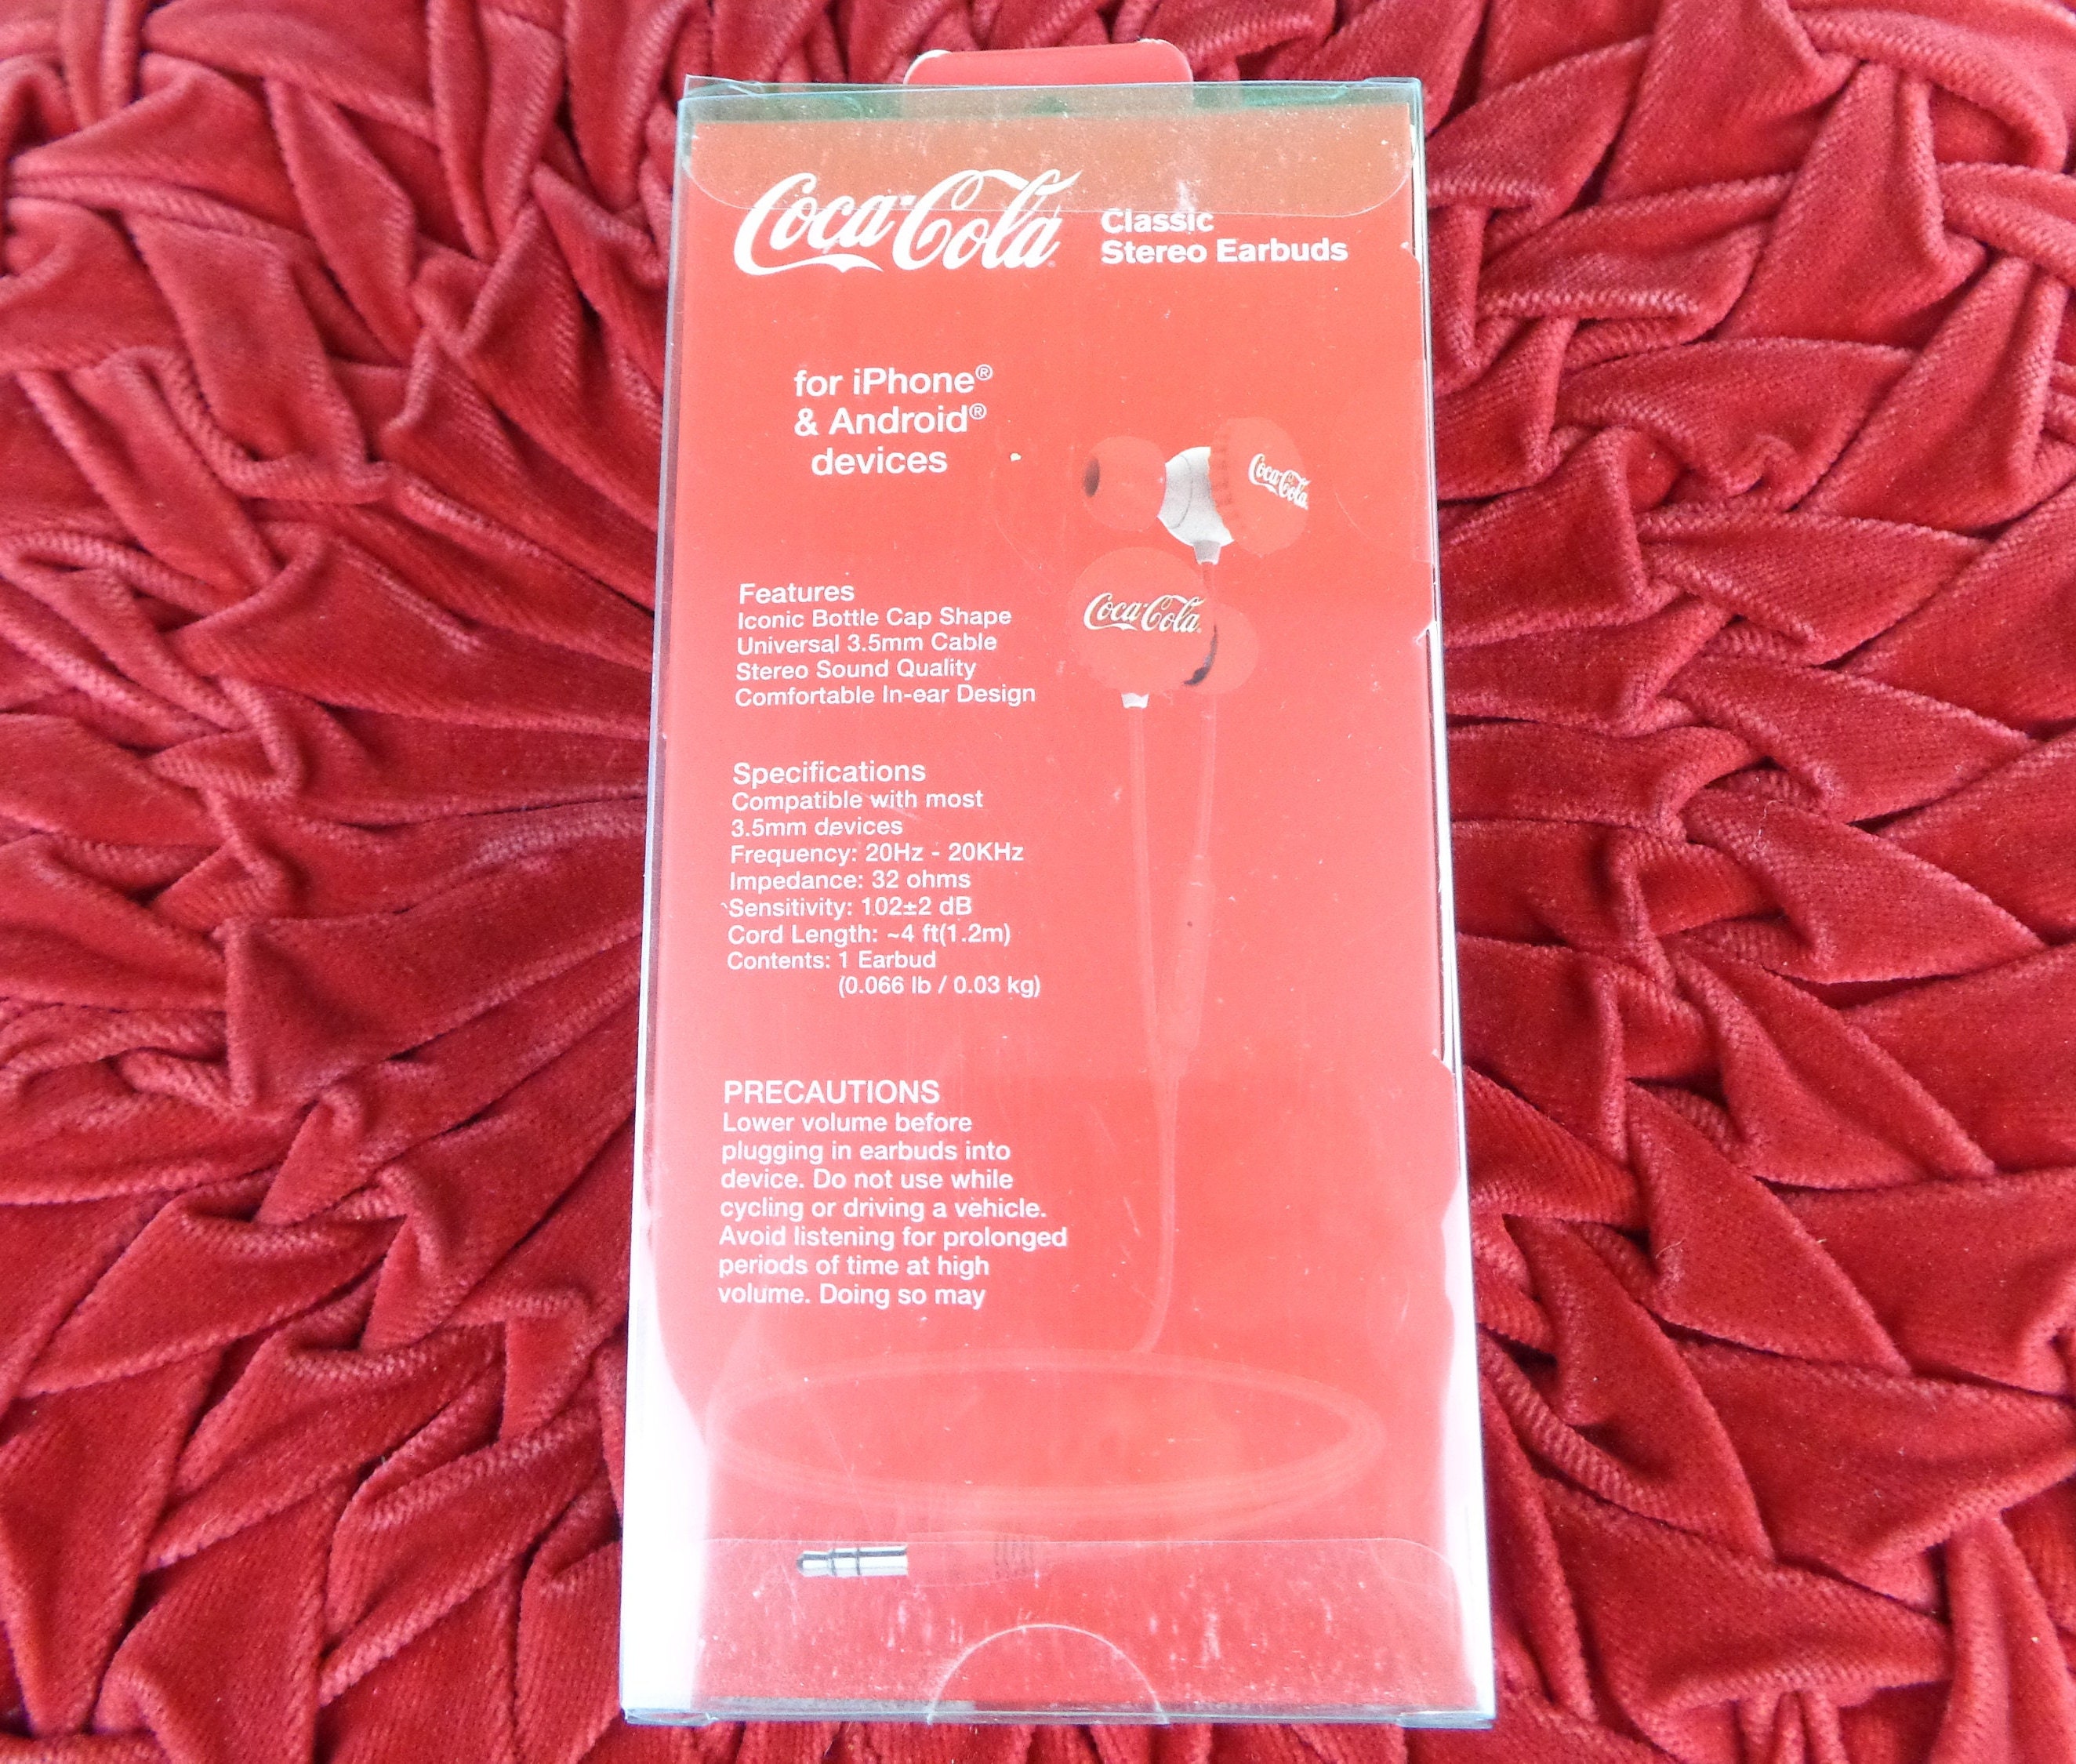 Coca-Cola
Classic
Stereo Earbuds
for iPhone®
& Android®
devices
Coca-Cola
Coca-Cola
Features
Iconic Bottle Cap Shape
Universal 3.5mm Cable
Stereo Sound Quality
Comfortable In-ear Design
Specifications
Compatible with most
3.5mm devices
Frequency: 20Hz - 20KHz
Impedance: 32 ohms
Sensitivity: 102±2 dB
Cord Length: ~4 ft(1.2m)
Contents: 1 Earbud
(0.066 lb / 0.03 kg)
PRECAUTIONS
Lower volume before
plugging in earbuds into
device. Do not use while
cycling or driving a vehicle.
Avoid listening for prolonged
periods of time at high
volume. Doing so may